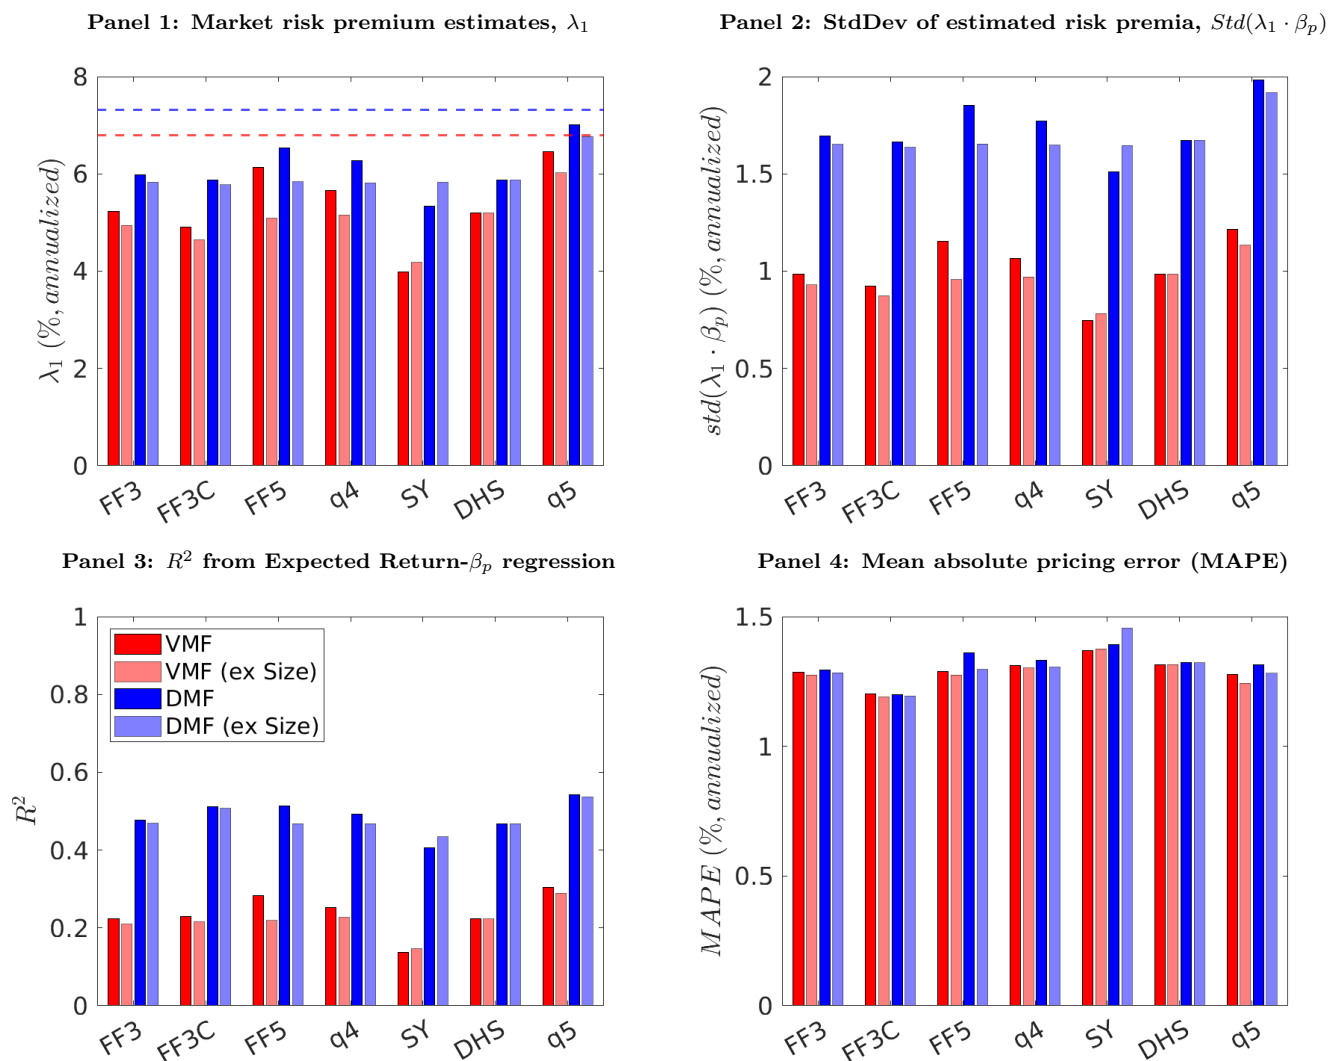 Panel 1: Market risk premium estimates, λ₁
8
6
4
2
0
λ₁ (%, annualized)
FF3 FF3C FF5 q4 SY DHS q5
Panel 2: StdDev of estimated risk premia, Std(λ₁ · βₚ)
2
1.5
1
0.5
0
std(λ₁ · βₚ) (%, annualized)
FF3 FF3C FF5 q4 SY DHS q5
Panel 3: R² from Expected Return-βₚ regression
1
0.8
0.6
0.4
0.2
0
R²
VMF
VMF (ex Size)
DMF
DMF (ex Size)
FF3 FF3C FF5 q4 SY DHS q5
Panel 4: Mean absolute pricing error (MAPE)
1.5
1
0.5
0
MAPE (%, annualized)
FF3 FF3C FF5 q4 SY DHS q5